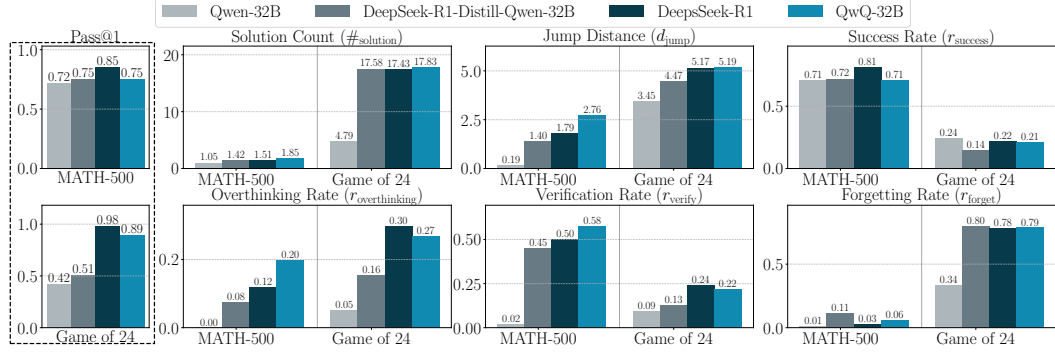 Qwen-32B DeepSeek-R1-Distill-Qwen-32B DeepsSeek-R1 QwQ-32B
Pass@1
1.0
0.5
0.0
0.72 0.75 0.85 0.75
MATH-500
Solution Count (#solution)
20
10
0
1.05 1.42 1.51 1.85
4.79 17.58 17.43 17.83
MATH-500 Game of 24
Jump Distance (djump)
5.0
2.5
0.0
0.19 1.40 1.79 2.76
3.45 4.47 5.17 5.19
MATH-500 Game of 24
Success Rate (rsuccess)
0.5
0.0
0.71 0.72 0.81 0.71
0.24 0.14 0.22 0.21
MATH-500 Game of 24
1.0
0.5
0.0
0.42 0.51 0.98 0.89
Game of 24
Overthinking Rate (roverthinking)
0.2
0.0
0.00 0.08 0.12 0.20
0.05 0.16 0.30 0.27
MATH-500 Game of 24
Verification Rate (rverify)
0.50
0.25
0.00
0.02 0.45 0.50 0.58
0.09 0.13 0.24 0.22
MATH-500 Game of 24
Forgetting Rate (rforget)
0.5
0.0
0.01 0.11 0.03 0.06
0.34 0.80 0.78 0.79
MATH-500 Game of 24